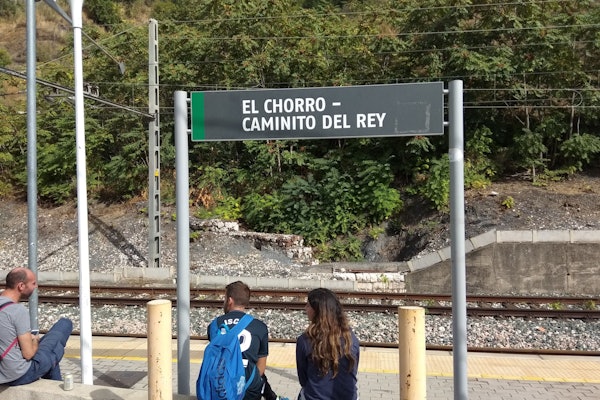 EL CHORRO –
CAMINITO DEL REY